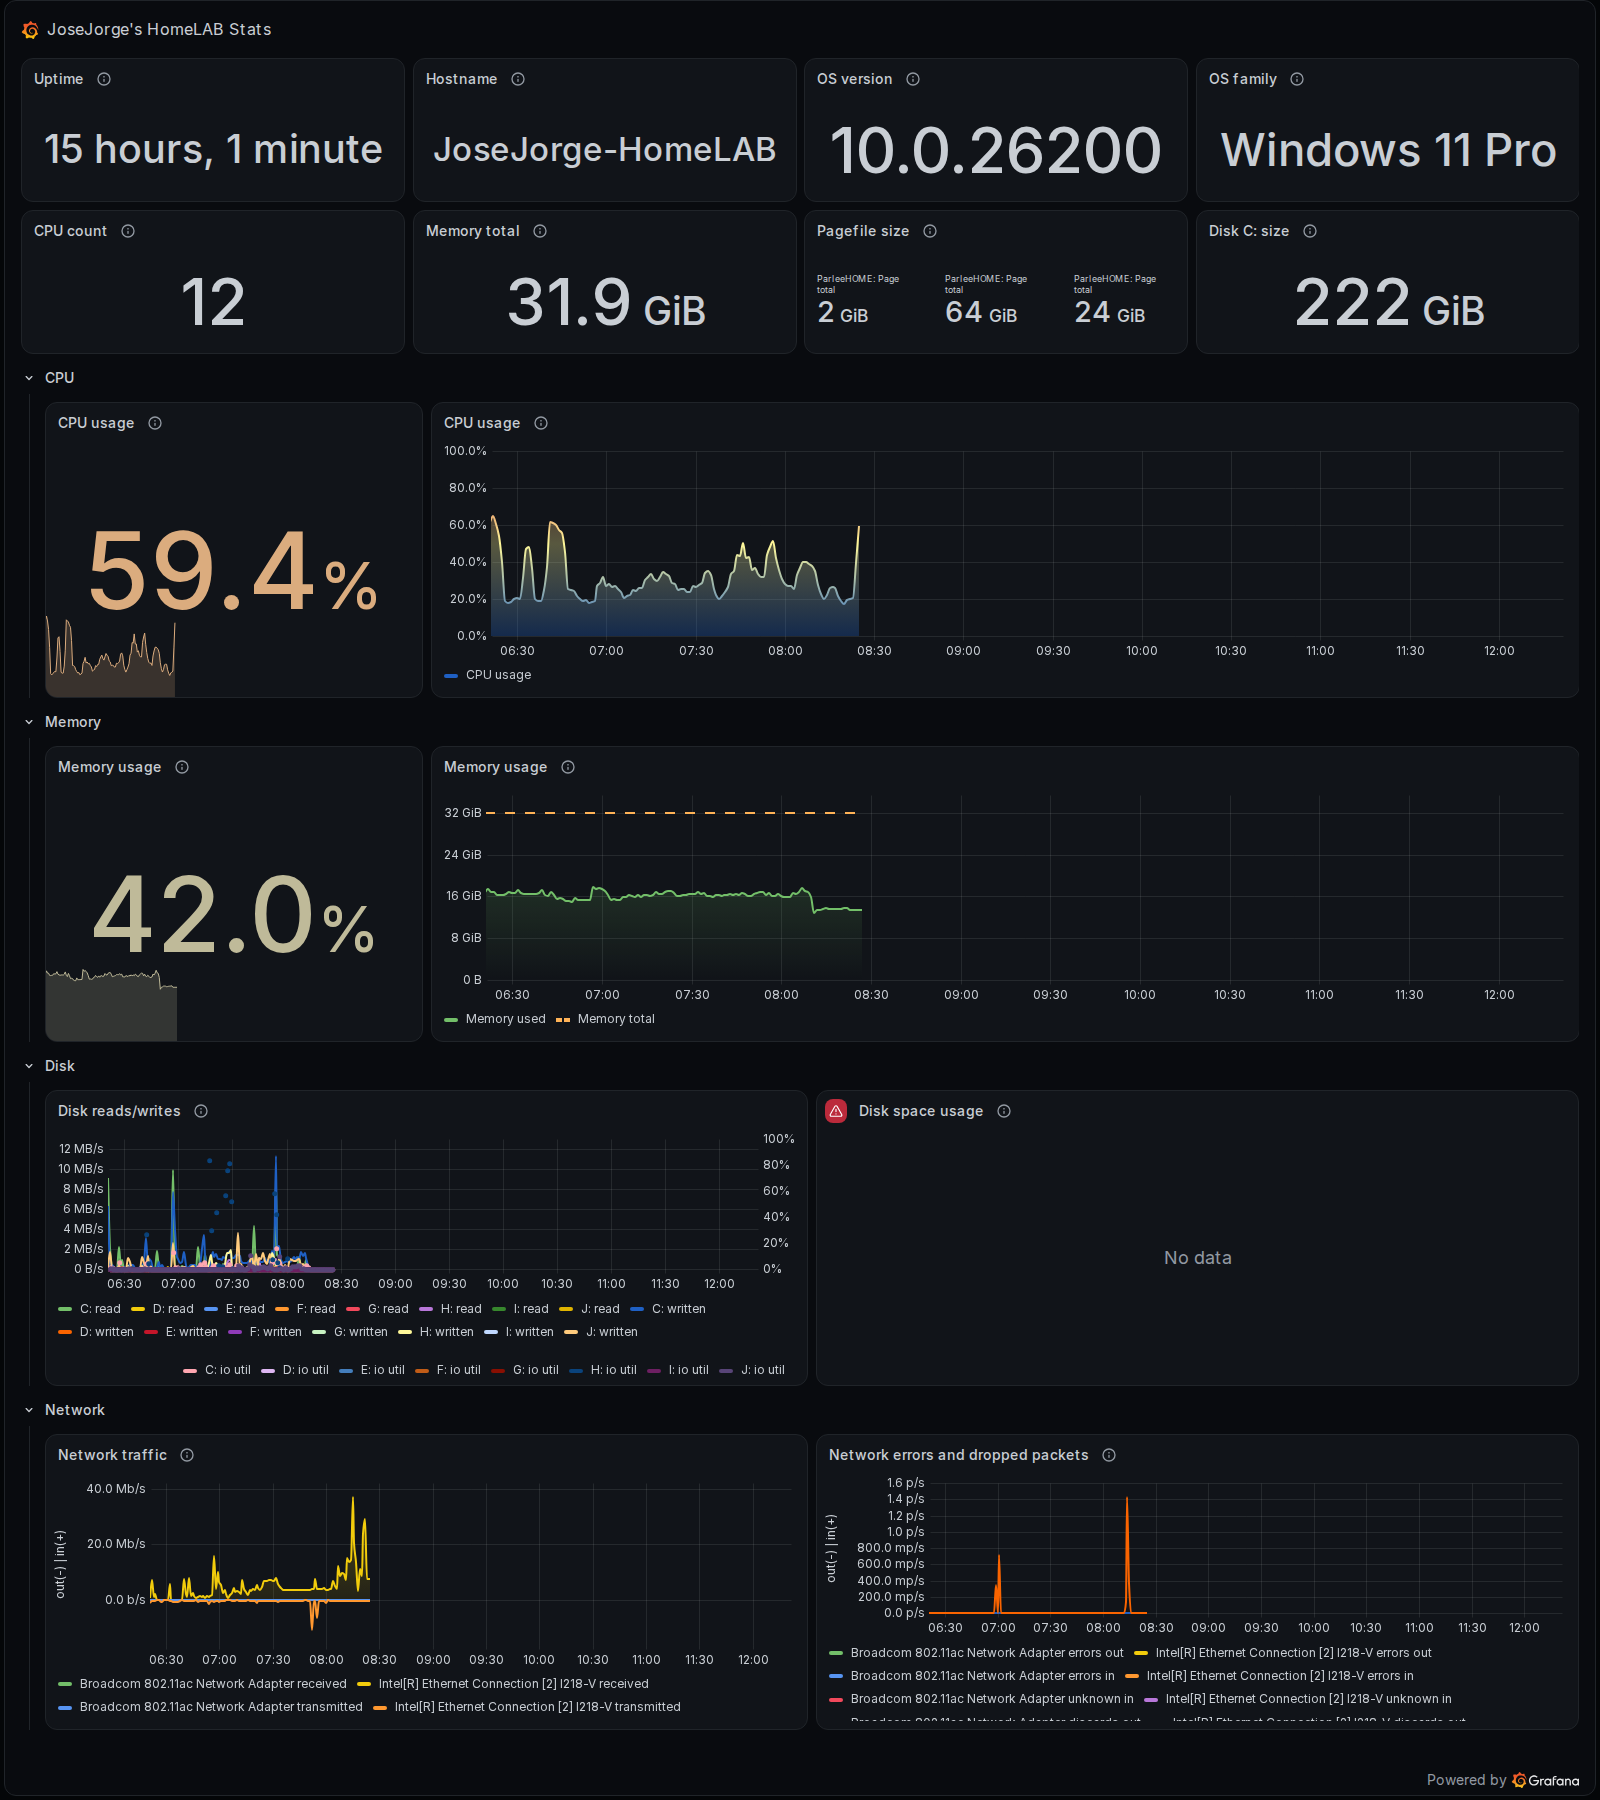 JoseJorge's HomeLAB Stats
Uptime
15 hours, 1 minute
Hostname
JoseJorge-HomeLAB
OS version
10.0.26200
OS family
Windows 11 Pro
CPU count
12
Memory total
31.9 GiB
Pagefile size
ParleeHOME: Page total
2 GiB
ParleeHOME: Page total
64 GiB
ParleeHOME: Page total
24 GiB
Disk C: size
222 GiB
CPU
CPU usage
59.4%
CPU usage
100.0%
80.0%
60.0%
40.0%
20.0%
0.0%
06:30 07:00 07:30 08:00 08:30 09:00 09:30 10:00 10:30 11:00 11:30 12:00
CPU usage
Memory
Memory usage
42.0%
Memory usage
32 GiB
24 GiB
16 GiB
8 GiB
0 B
06:30 07:00 07:30 08:00 08:30 09:00 09:30 10:00 10:30 11:00 11:30 12:00
Memory used Memory total
Disk
Disk reads/writes
12 MB/s
10 MB/s
8 MB/s
6 MB/s
4 MB/s
2 MB/s
0 B/s
100%
80%
60%
40%
20%
0%
06:30 07:00 07:30 08:00 08:30 09:00 09:30 10:00 10:30 11:00 11:30 12:00
C: read D: read E: read F: read G: read H: read I: read J: read C: written
D: written E: written F: written G: written H: written I: written J: written
C: io util D: io util E: io util F: io util G: io util H: io util I: io util J: io util
Disk space usage
No data
Network
Network traffic
out(-) | in(+)
40.0 Mb/s
20.0 Mb/s
0.0 b/s
06:30 07:00 07:30 08:00 08:30 09:00 09:30 10:00 10:30 11:00 11:30 12:00
Broadcom 802.11ac Network Adapter received Intel[R] Ethernet Connection [2] I218-V received
Broadcom 802.11ac Network Adapter transmitted Intel[R] Ethernet Connection [2] I218-V transmitted
Network errors and dropped packets
out(-) | in(+)
1.6 p/s
1.4 p/s
1.2 p/s
1.0 p/s
800.0 mp/s
600.0 mp/s
400.0 mp/s
200.0 mp/s
0.0 p/s
06:30 07:00 07:30 08:00 08:30 09:00 09:30 10:00 10:30 11:00 11:30 12:00
Broadcom 802.11ac Network Adapter errors out Intel[R] Ethernet Connection [2] I218-V errors out
Broadcom 802.11ac Network Adapter errors in Intel[R] Ethernet Connection [2] I218-V errors in
Broadcom 802.11ac Network Adapter unknown in Intel[R] Ethernet Connection [2] I218-V unknown in
Broadcom 802.11ac Network Adapter discards out Intel[R] Ethernet Connection [2] I218-V discards out
Powered by Grafana